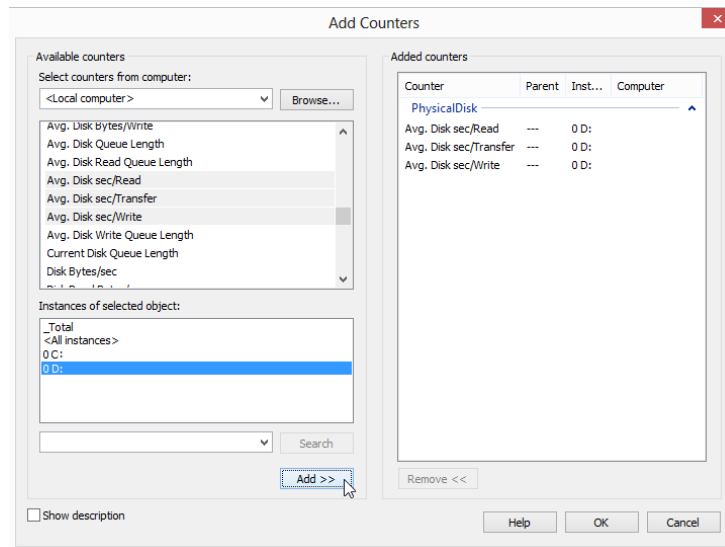 Add Counters
Available counters
Select counters from computer:
<Local computer>
Browse...
Avg. Disk Bytes/Write
Avg. Disk Queue Length
Avg. Disk Read Queue Length
Avg. Disk sec/Read
Avg. Disk sec/Transfer
Avg. Disk sec/Write
Avg. Disk Write Queue Length
Current Disk Queue Length
Disk Bytes/sec
Instances of selected object:
_Total
<All instances>
0 C:
0 D:
Search
Add >>
Show description
Added counters
Counter Parent Inst... Computer
PhysicalDisk
Avg. Disk sec/Read --- 0 D:
Avg. Disk sec/Transfer --- 0 D:
Avg. Disk sec/Write --- 0 D:
Remove <<
Help OK Cancel